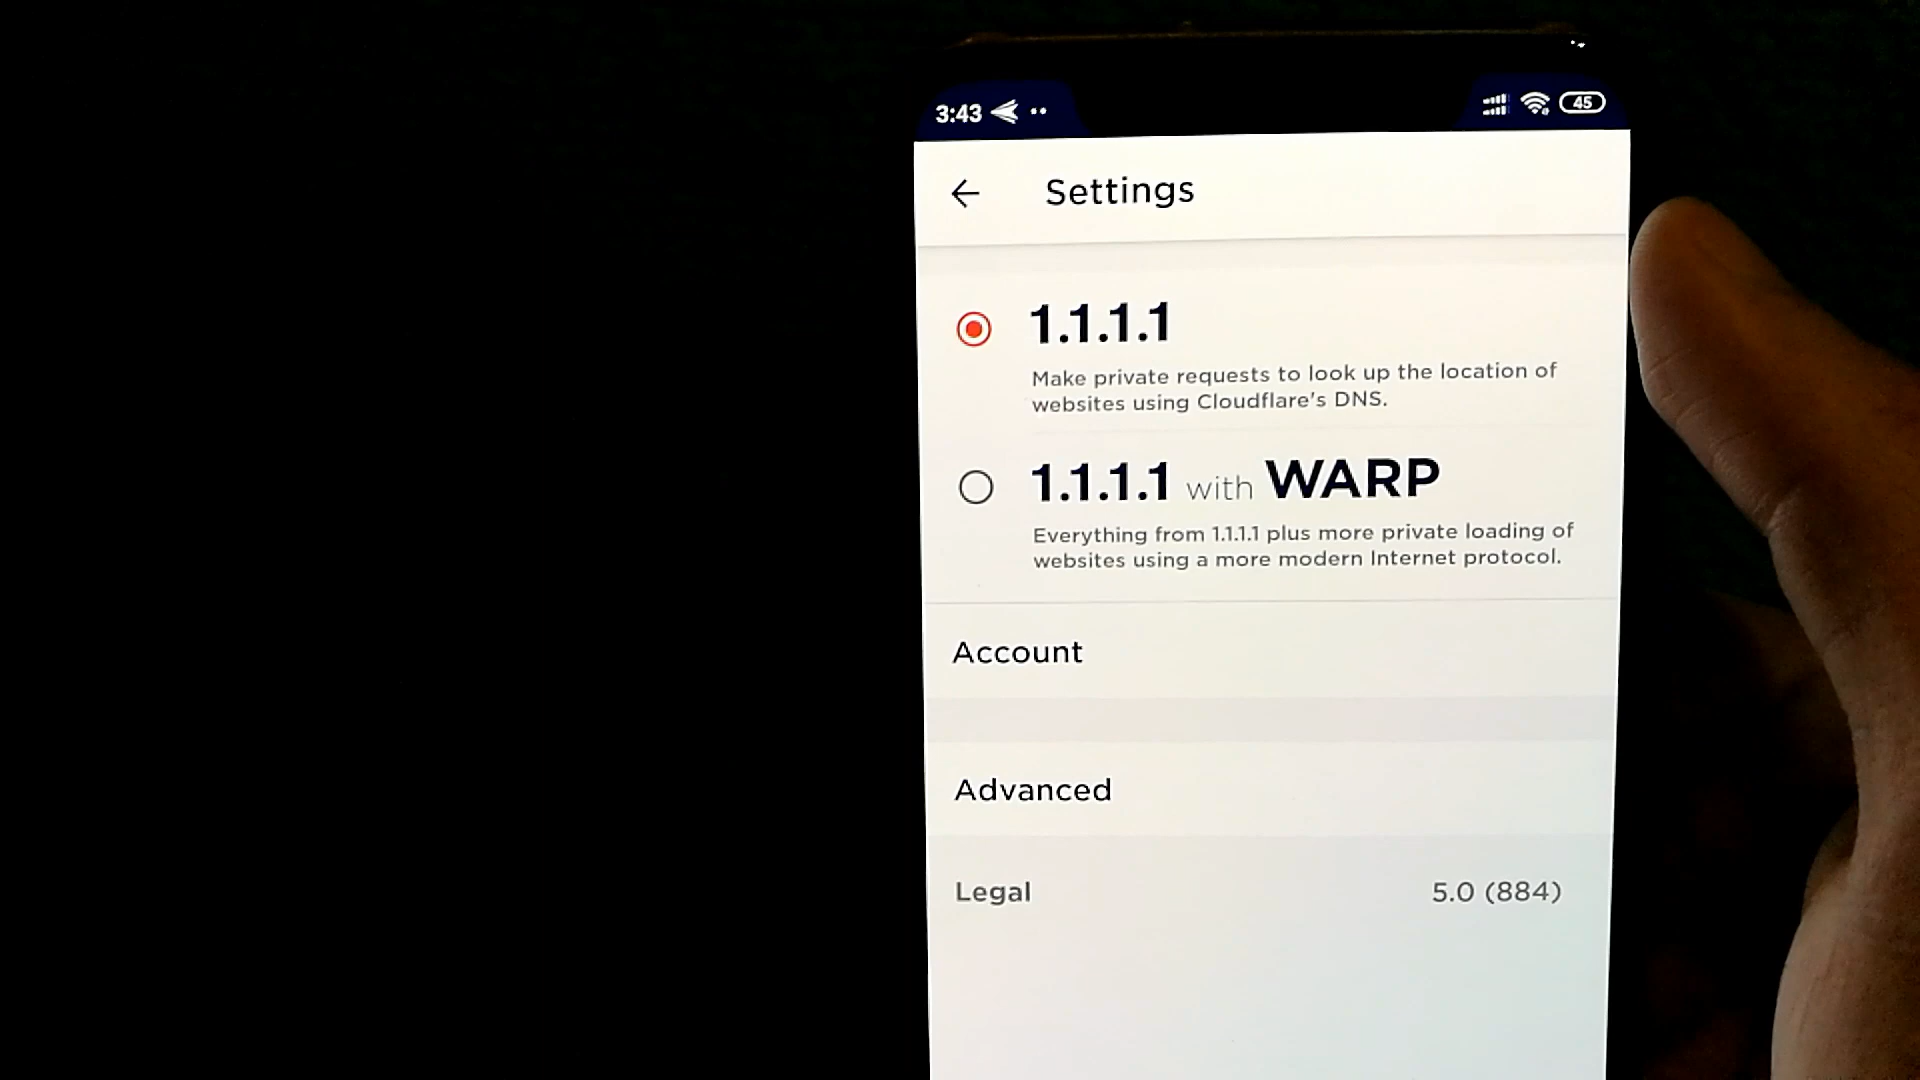 3:43
45
Settings
1.1.1.1
Make private requests to look up the location of
websites using Cloudflare's DNS.
1.1.1.1 with WARP
Everything from 1.1.1.1 plus more private loading of
websites using a more modern Internet protocol.
Account
Advanced
Legal 5.0 (884)